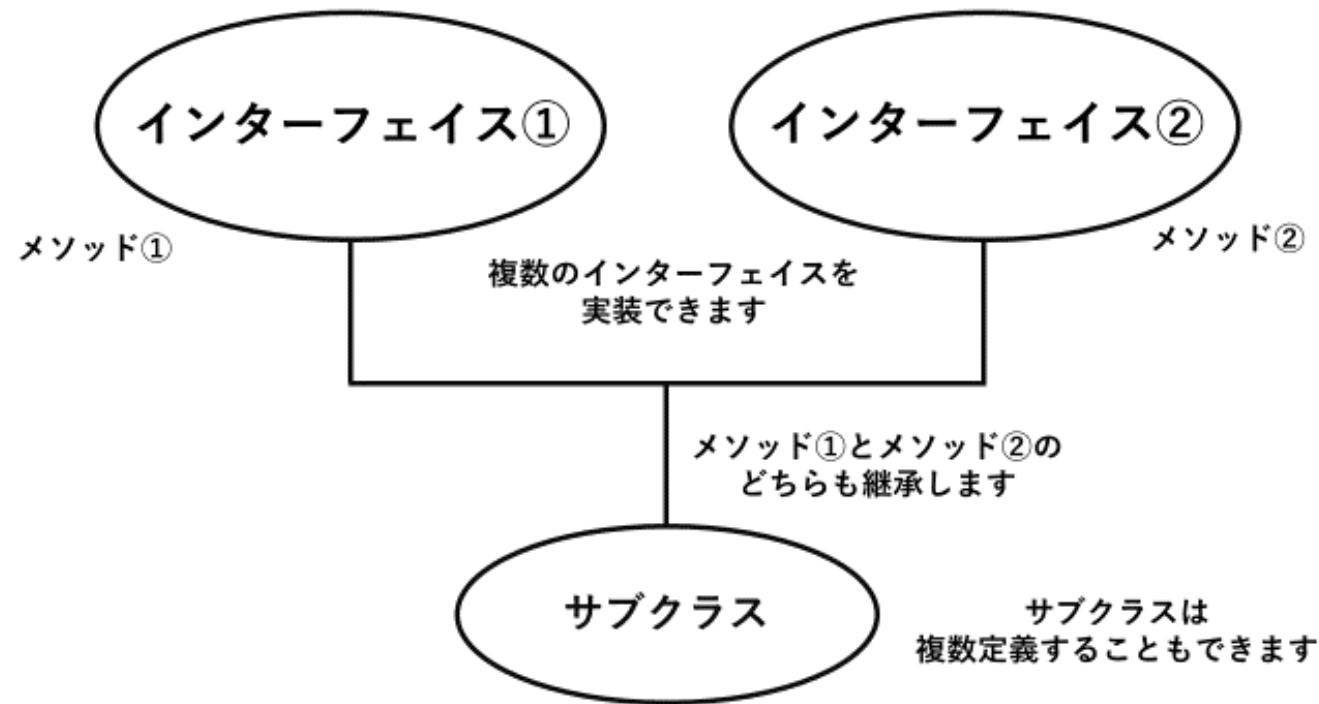 インターフェイス①
インターフェイス②
メソッド①
メソッド②
複数のインターフェイスを
実装できます
メソッド①とメソッド②の
どちらも継承します
サブクラス
サブクラスは
複数定義することもできます